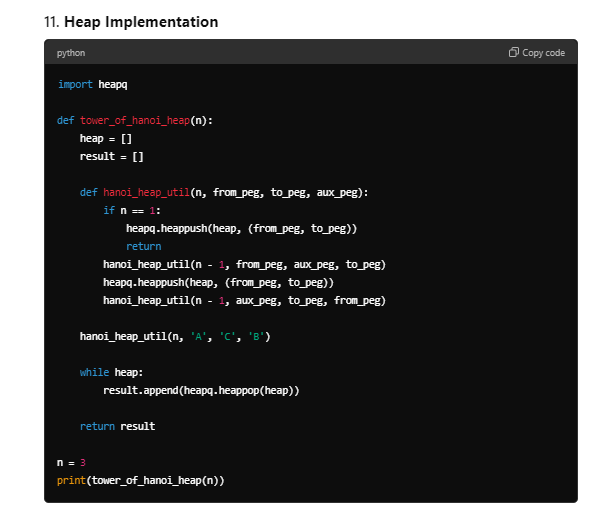 11. Heap Implementation
python
Copy code
import heapq
def tower_of_hanoi_heap(n):
    heap = []
    result = []
    def hanoi_heap_util(n, from_peg, to_peg, aux_peg):
        if n == 1:
            heapq.heappush(heap, (from_peg, to_peg))
            return
        hanoi_heap_util(n - 1, from_peg, aux_peg, to_peg)
        heapq.heappush(heap, (from_peg, to_peg))
        hanoi_heap_util(n - 1, aux_peg, to_peg, from_peg)
    hanoi_heap_util(n, 'A', 'C', 'B')
    while heap:
        result.append(heapq.heappop(heap))
    return result
n = 3
print(tower_of_hanoi_heap(n))